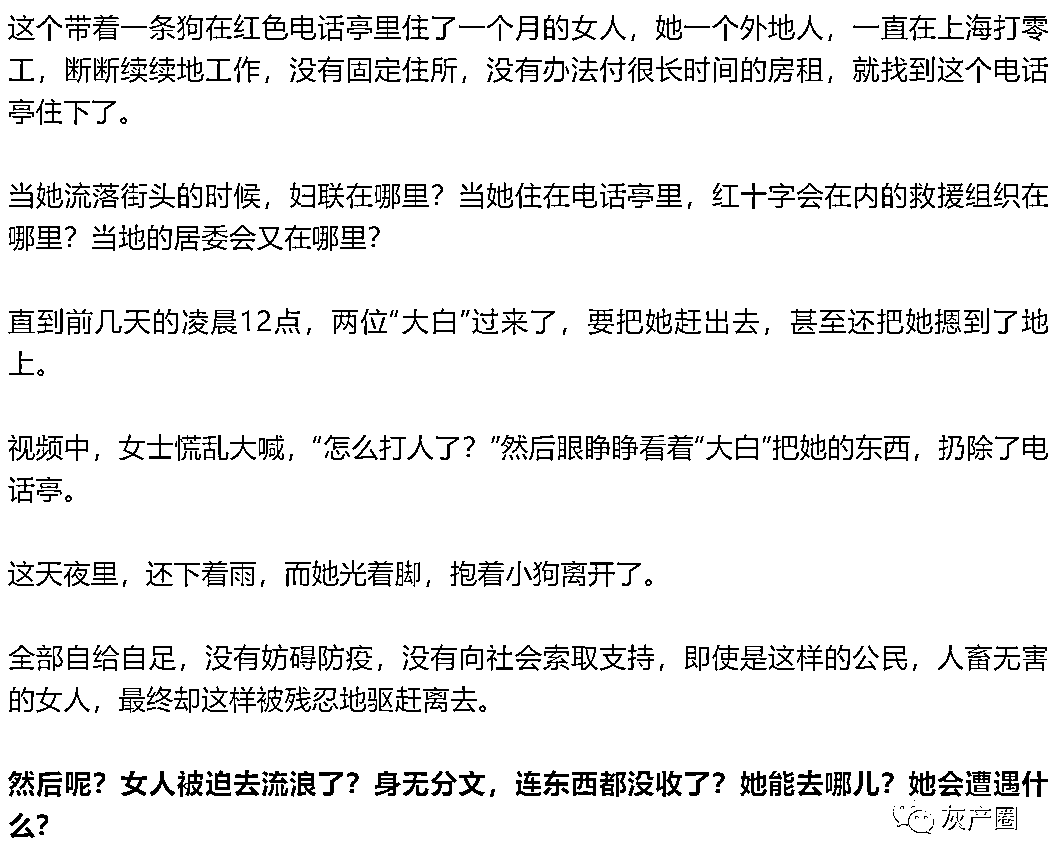 这个带着一条狗在红色电话亭里住了一个月的女人，她一个外地人，一直在上海打零
工，断断续续地工作，没有固定住所，没有办法付很长时间的房租，就找到这个电话
亭住下了。
当她流落街头的时候，妇联在哪里？当她住在电话亭里，红十字会在内的救援组织在
哪里？当地的居委会又在哪里？
直到前几天的凌晨12点，两位“大白”过来了，要把她赶出去，甚至还把她摁到了地
上。
视频中，女士慌乱大喊，“怎么打人了？”然后眼睁睁看着“大白”把她的东西，扔除了电
话亭。
这天夜里，还下着雨，而她光着脚，抱着小狗离开了。
全部自给自足，没有妨碍防疫，没有向社会索取支持，即使是这样的公民，人畜无害
的女人，最终却这样被残忍地驱赶离去。
然后呢？女人被迫去流浪了？身无分文，连东西都没收了？她能去哪儿？她会遭遇什
么？
灰产圈